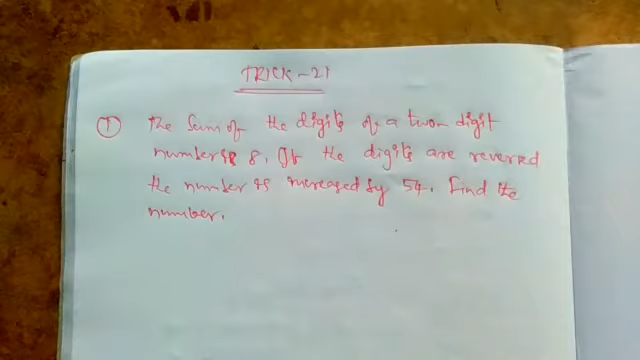 TRICK-21
① The sum of the digits of a two digit
number is 8. If the digits are reversed
the number is increased by 54. Find the
number.